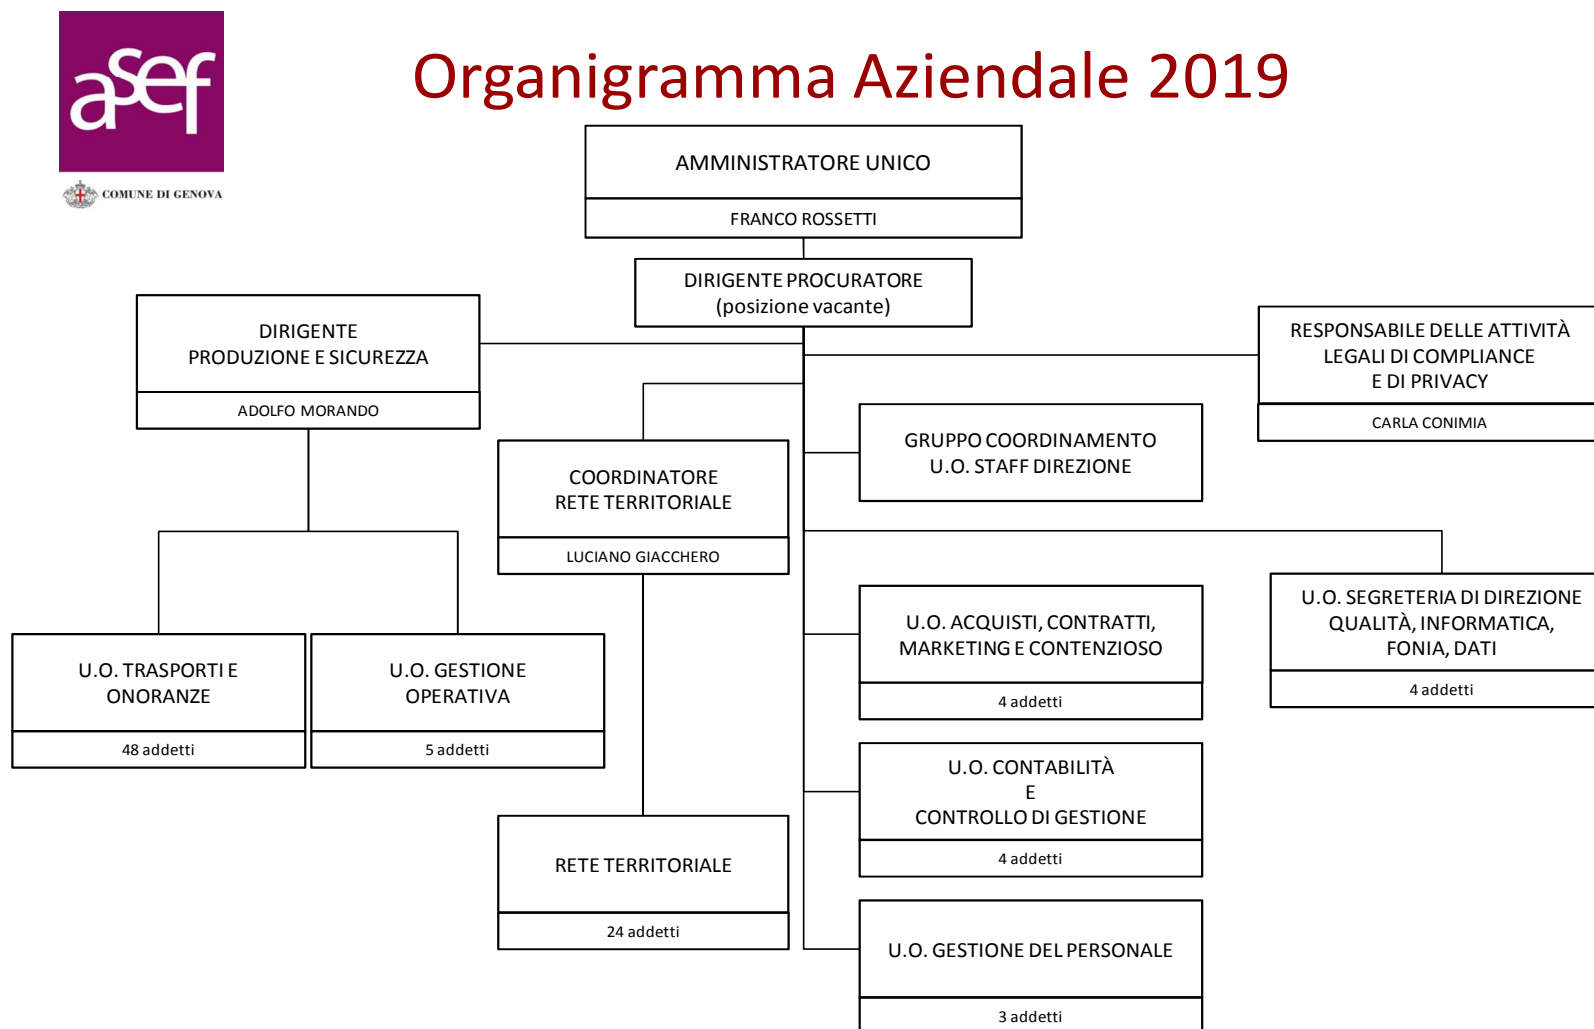 asef
COMUNE DI GENOVA
Organigramma Aziendale 2019
AMMINISTRATORE UNICO
FRANCO ROSSETTI
DIRIGENTE PROCURATORE
(posizione vacante)
DIRIGENTE
PRODUZIONE E SICUREZZA
ADOLFO MORANDO
RESPONSABILE DELLE ATTIVITÀ
LEGALI DI COMPLIANCE
E DI PRIVACY
CARLA CONIMIA
GRUPPO COORDINAMENTO
U.O. STAFF DIREZIONE
COORDINATORE
RETE TERRITORIALE
LUCIANO GIACCHERO
U.O. ACQUISTI, CONTRATTI,
MARKETING E CONTENZIOSO
4 addetti
U.O. SEGRETERIA DI DIREZIONE
QUALITÀ, INFORMATICA,
FONIA, DATI
4 addetti
U.O. TRASPORTI E
ONORANZE
48 addetti
U.O. GESTIONE
OPERATIVA
5 addetti
U.O. CONTABILITÀ
E
CONTROLLO DI GESTIONE
4 addetti
RETE TERRITORIALE
24 addetti
U.O. GESTIONE DEL PERSONALE
3 addetti